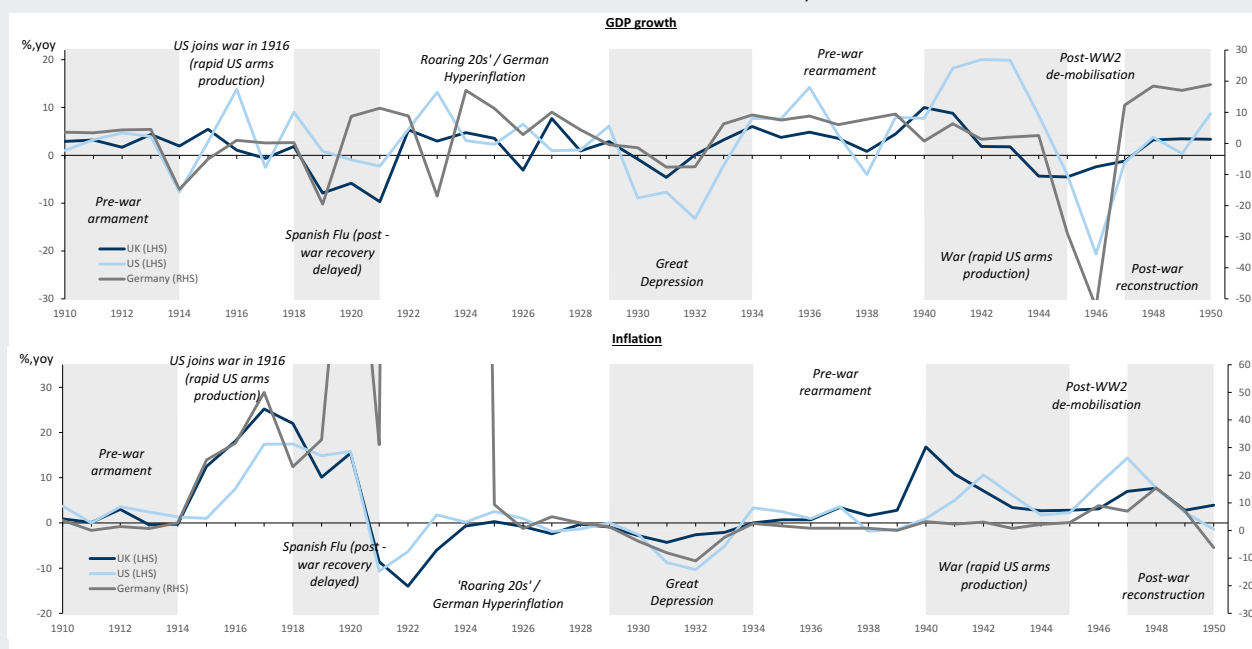 GDP growth
%,yoy
US joins war in 1916
(rapid US arms
production)
Roaring 20s' / German
Hyperinflation
Pre-war
rearmament
Post-WW2
de-mobilisation
Pre-war
armament
Spanish Flu (post -
war recovery
delayed)
Great
Depression
War (rapid US arms
production)
Post-war
reconstruction
UK (LHS)
US (LHS)
Germany (RHS)
20
10
0
-10
-20
-30
30
20
10
0
-10
-20
-30
-40
-50
1910 1912 1914 1916 1918 1920 1922 1924 1926 1928 1930 1932 1934 1936 1938 1940 1942 1944 1946 1948 1950
Inflation
%,yoy
US joins war in 1916
(rapid US arms
production)
Pre-war
rearmament
Post-WW2
de-mobilisation
Pre-war
armament
Spanish Flu (post -
war recovery
delayed)
'Roaring 20s' /
German Hyperinflation
Great
Depression
War (rapid US arms
production)
Post-war
reconstruction
UK (LHS)
US (LHS)
Germany (RHS)
30
20
10
0
-10
-20
60
50
40
30
20
10
0
-10
-20
-30
1910 1912 1914 1916 1918 1920 1922 1924 1926 1928 1930 1932 1934 1936 1938 1940 1942 1944 1946 1948 1950